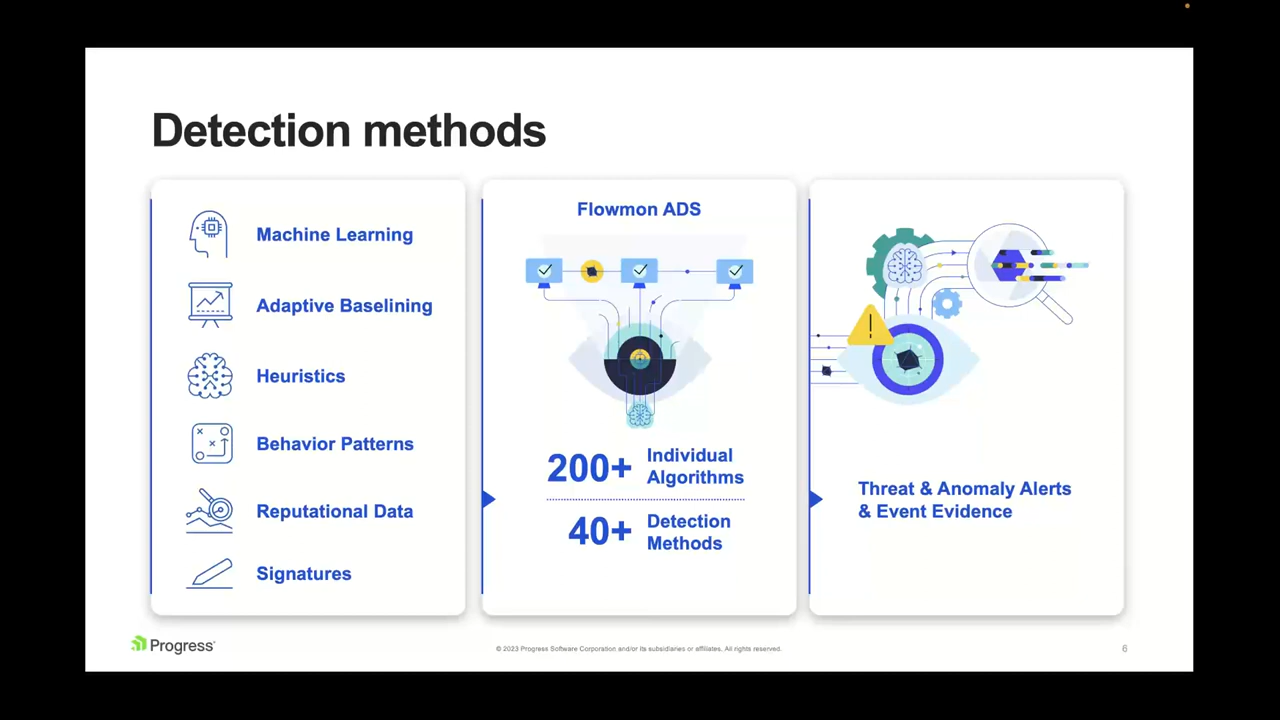 Detection methods
Machine Learning
Adaptive Baselining
Heuristics
Behavior Patterns
Reputational Data
Signatures
Flowmon ADS
200+ Individual
Algorithms
40+ Detection
Methods
Threat & Anomaly Alerts
& Event Evidence
Progress
© 2023 Progress Software Corporation and/or its subsidiaries or affiliates. All rights reserved.
6